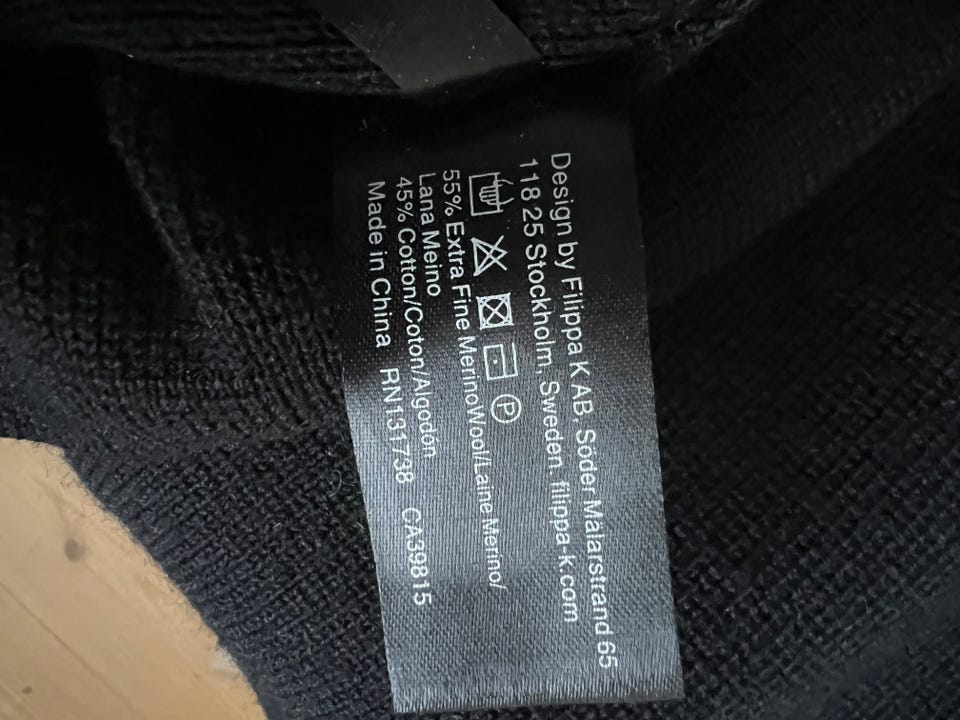 Design by Filippa K AB, Söder Mälarstrand 65
118 25 Stockholm, Sweden. filippa-k.com
P
55% Extra Fine MerinoWool/Laine Merino/
Lana Meino
45% Cotton/Coton/Algodón
Made in China RN131738 CA39815